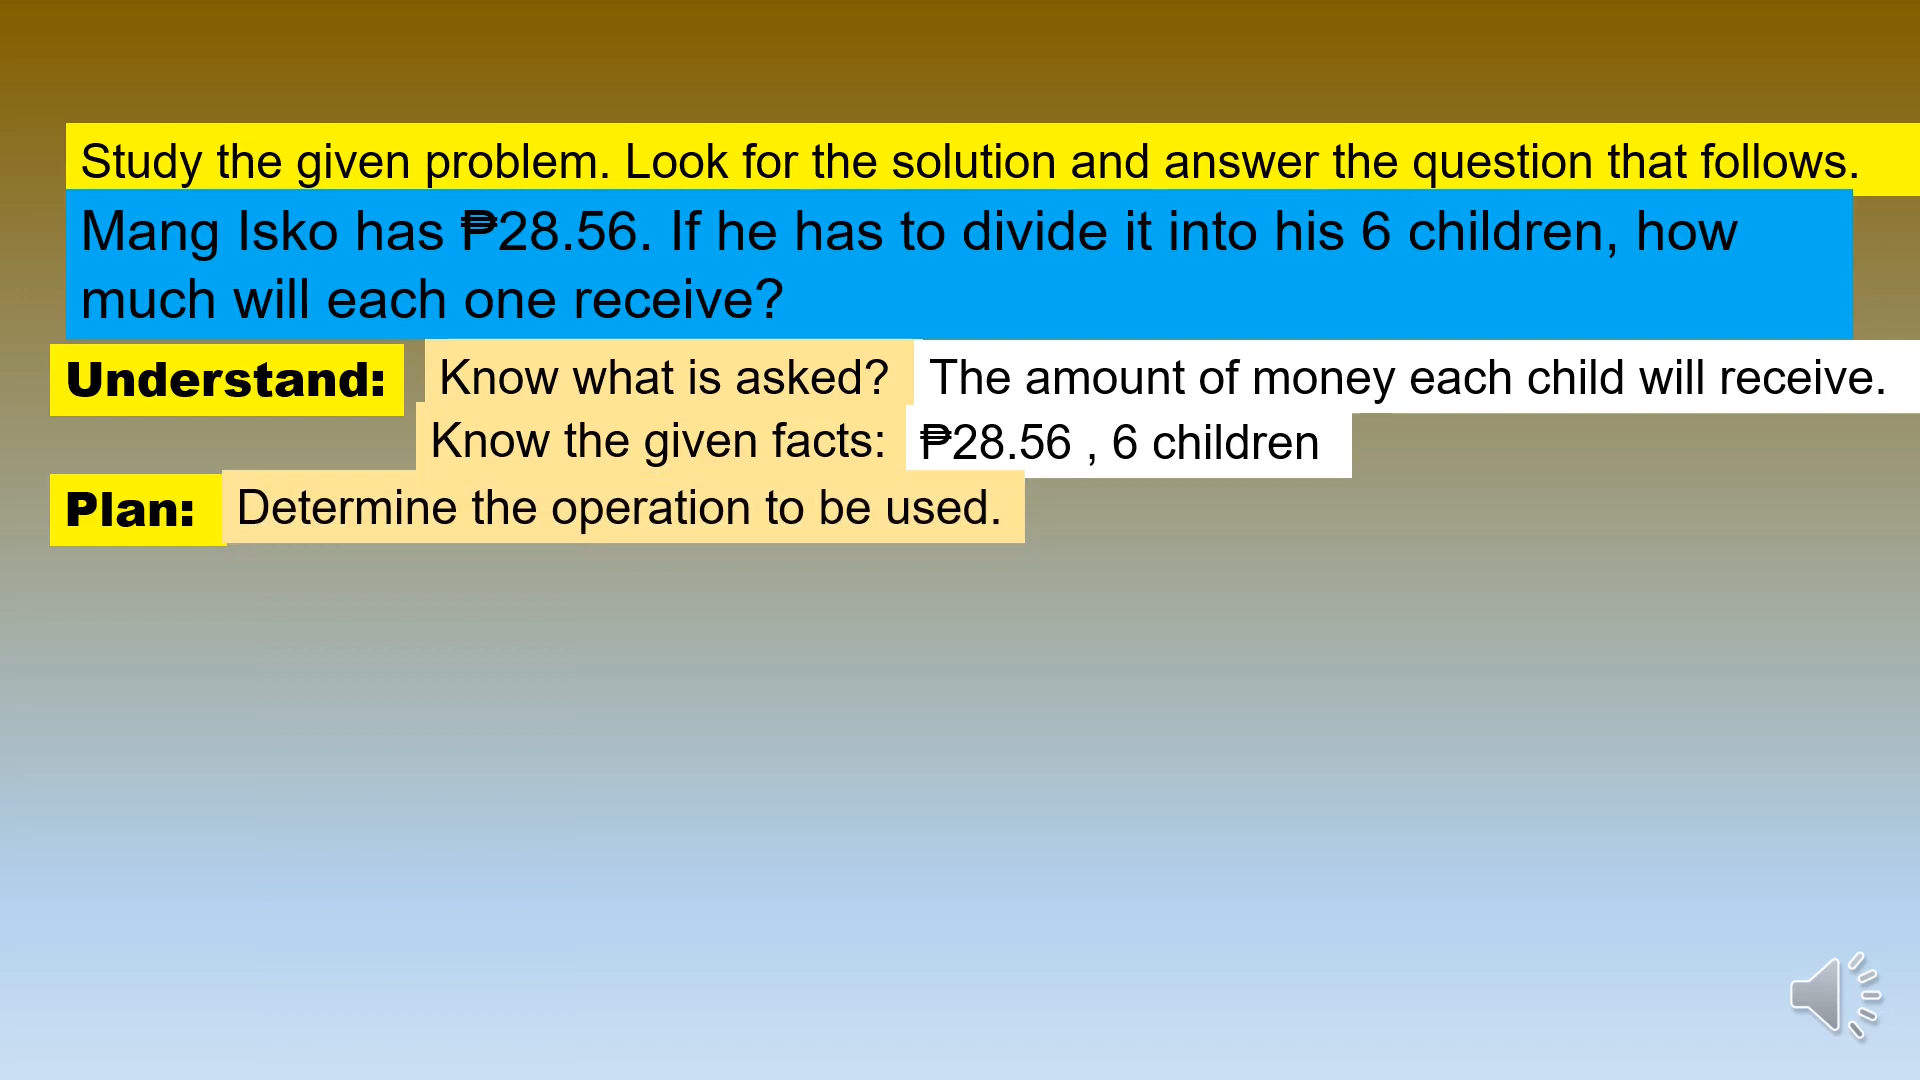 Study the given problem. Look for the solution and answer the question that follows.
Mang Isko has ₱28.56. If he has to divide it into his 6 children, how
much will each one receive?
Understand: Know what is asked? The amount of money each child will receive.
Know the given facts: ₱28.56 , 6 children
Plan: Determine the operation to be used.